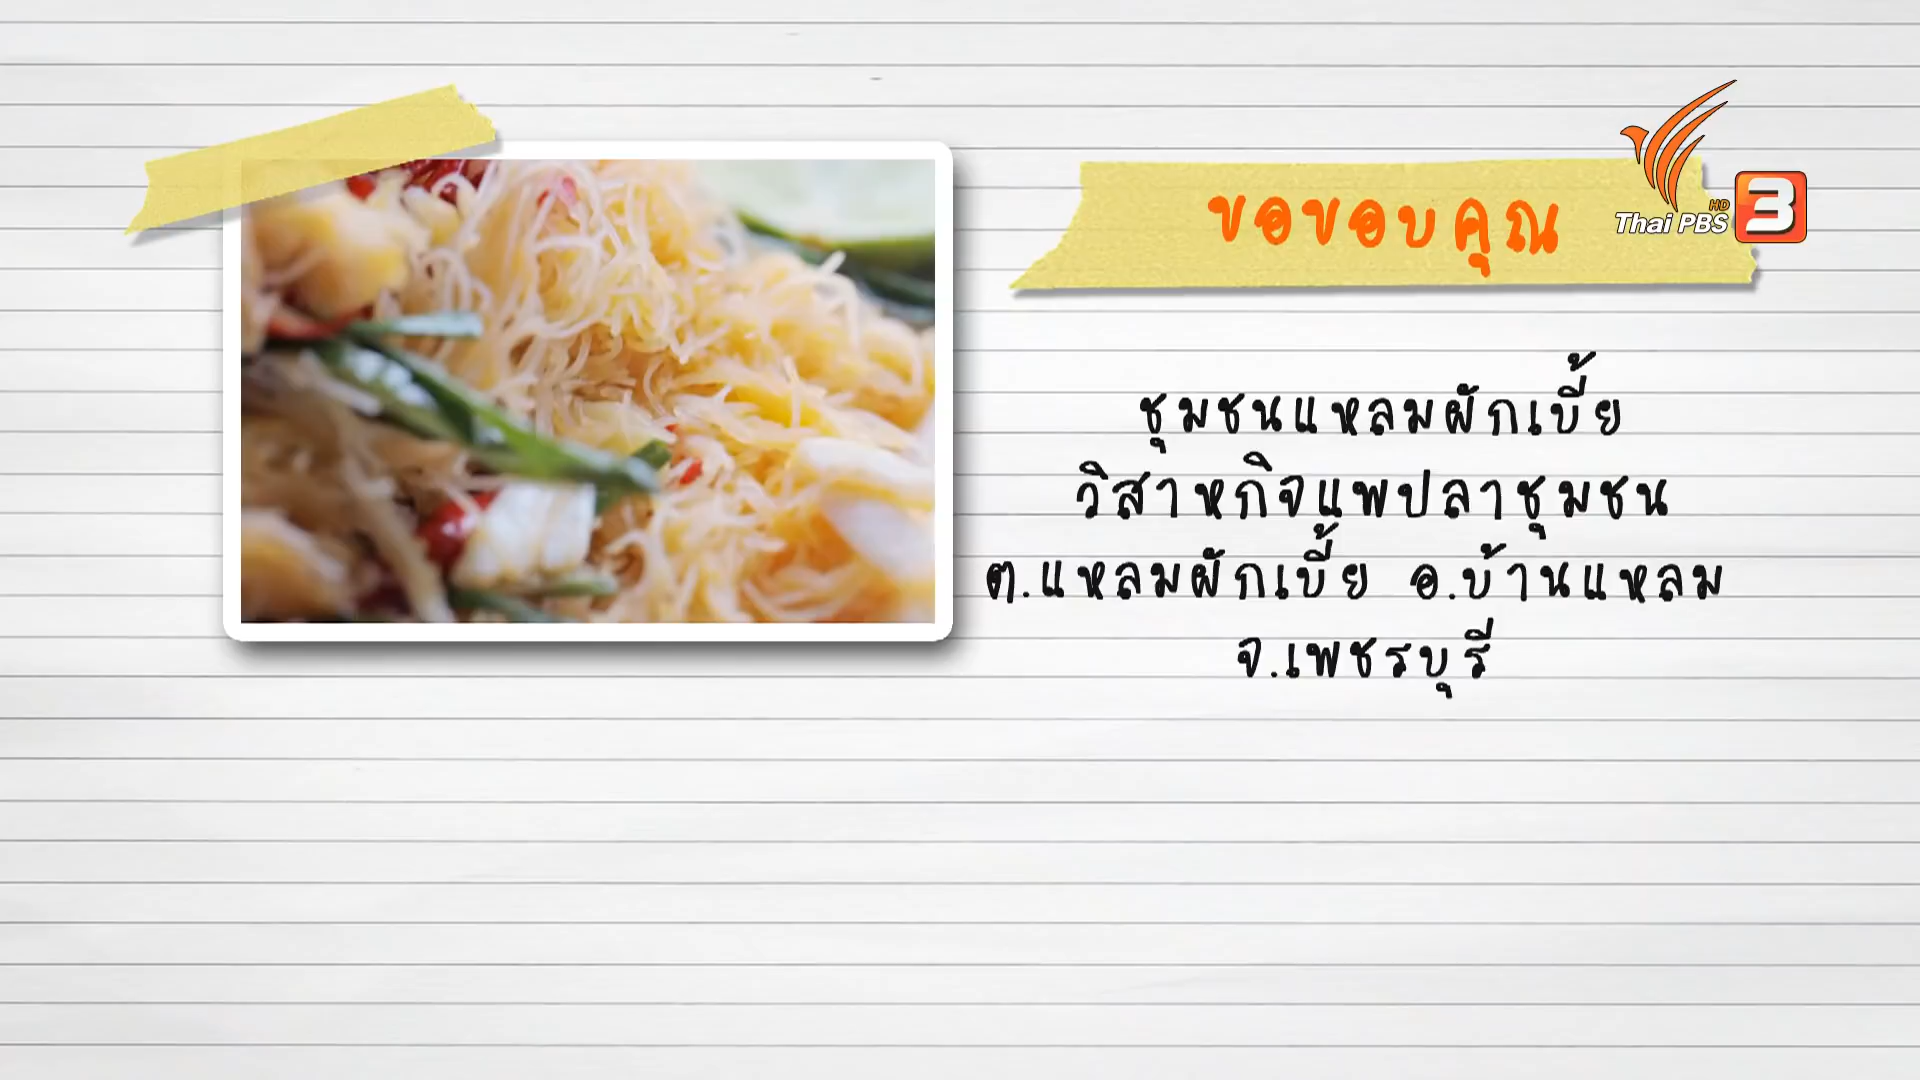 ขอขอบคุณ
Thai PBS HD 3
ชุมชนแหลมผักเบี้ย
วิสาหกิจแพปลาชุมชน
ต.แหลมผักเบี้ย อ.บ้านแหลม
จ.เพชรบุรี